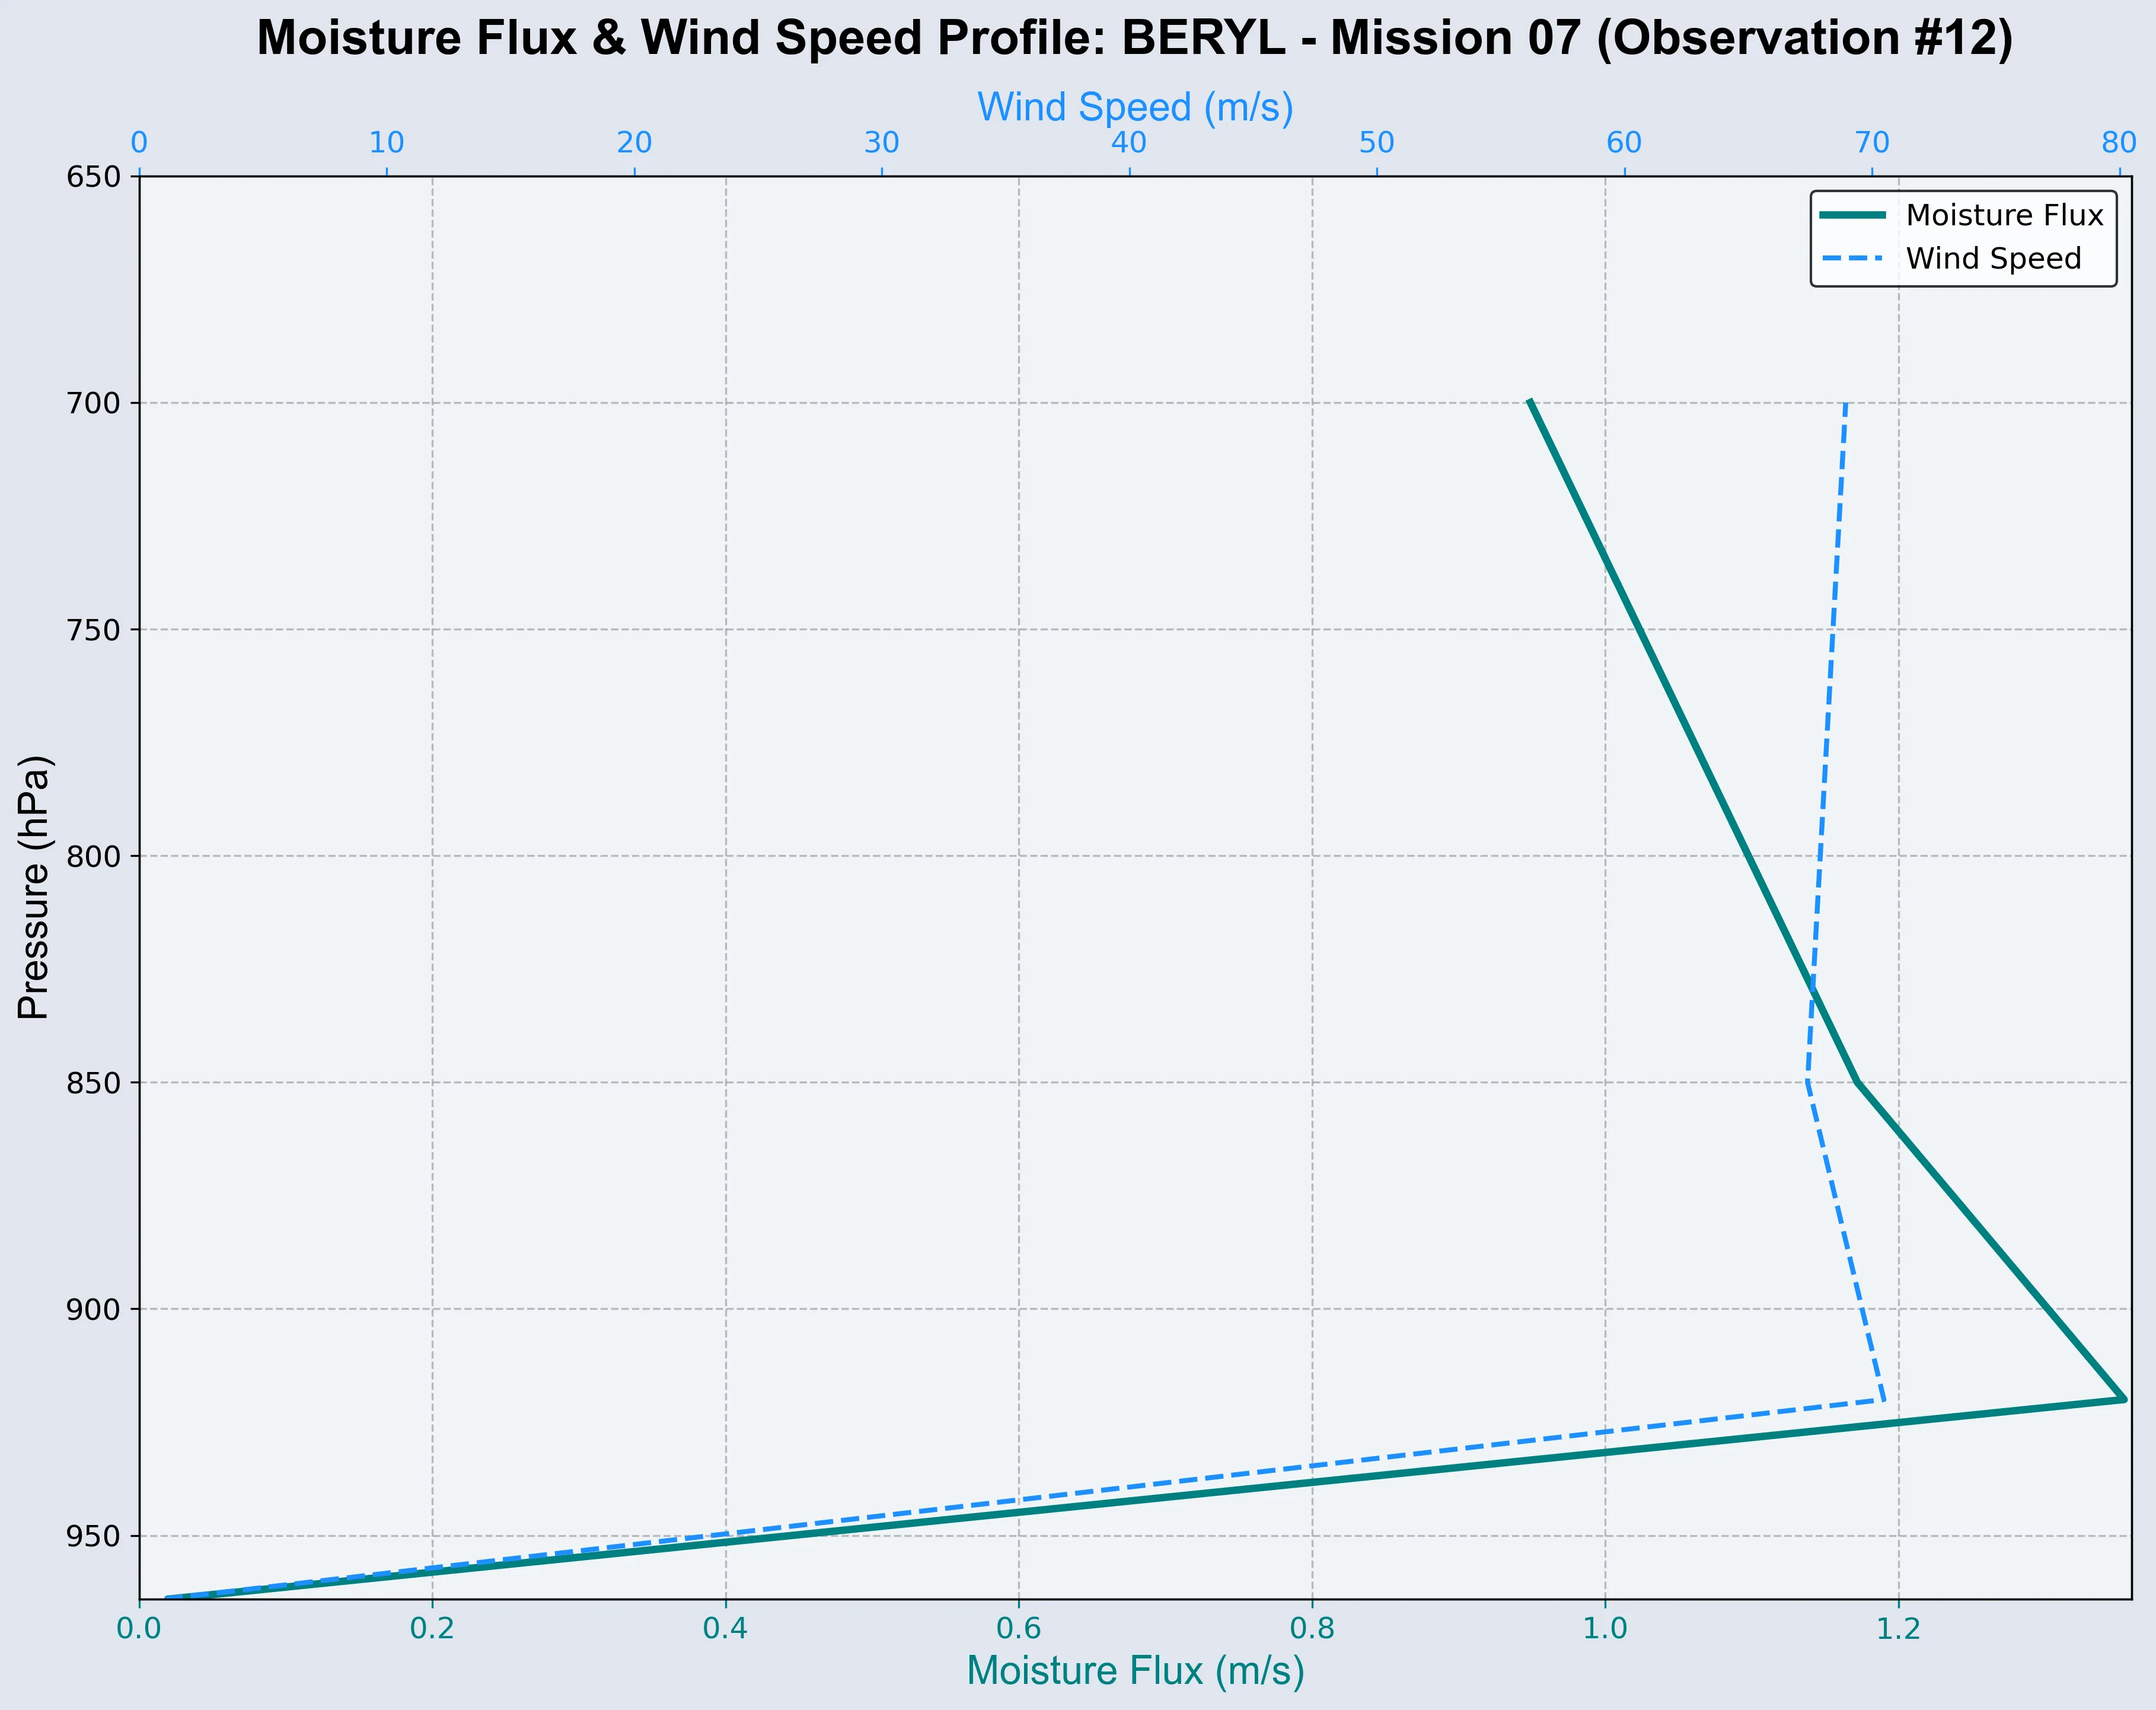 Moisture Flux & Wind Speed Profile: BERYL - Mission 07 (Observation #12)
Wind Speed (m/s)
0 10 20 30 40 50 60 70 80
Moisture Flux
Wind Speed
Pressure (hPa)
650
700
750
800
850
900
950
0.0 0.2 0.4 0.6 0.8 1.0 1.2
Moisture Flux (m/s)